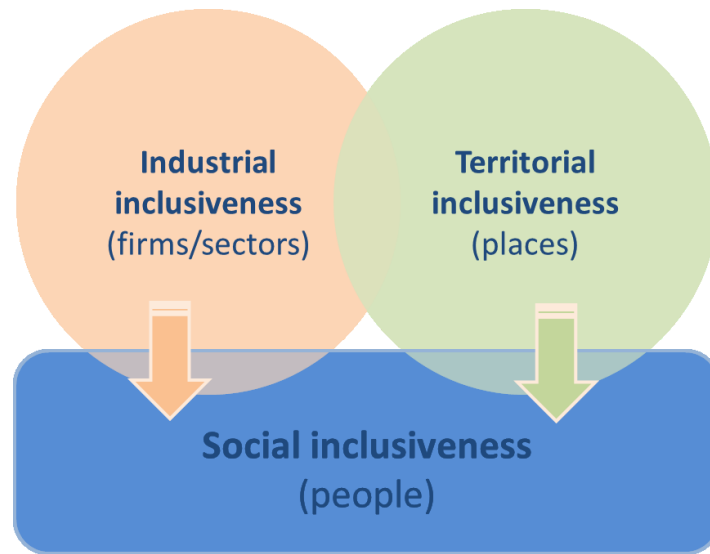 Industrial
inclusiveness
(firms/sectors)
Territorial
inclusiveness
(places)
Social inclusiveness
(people)